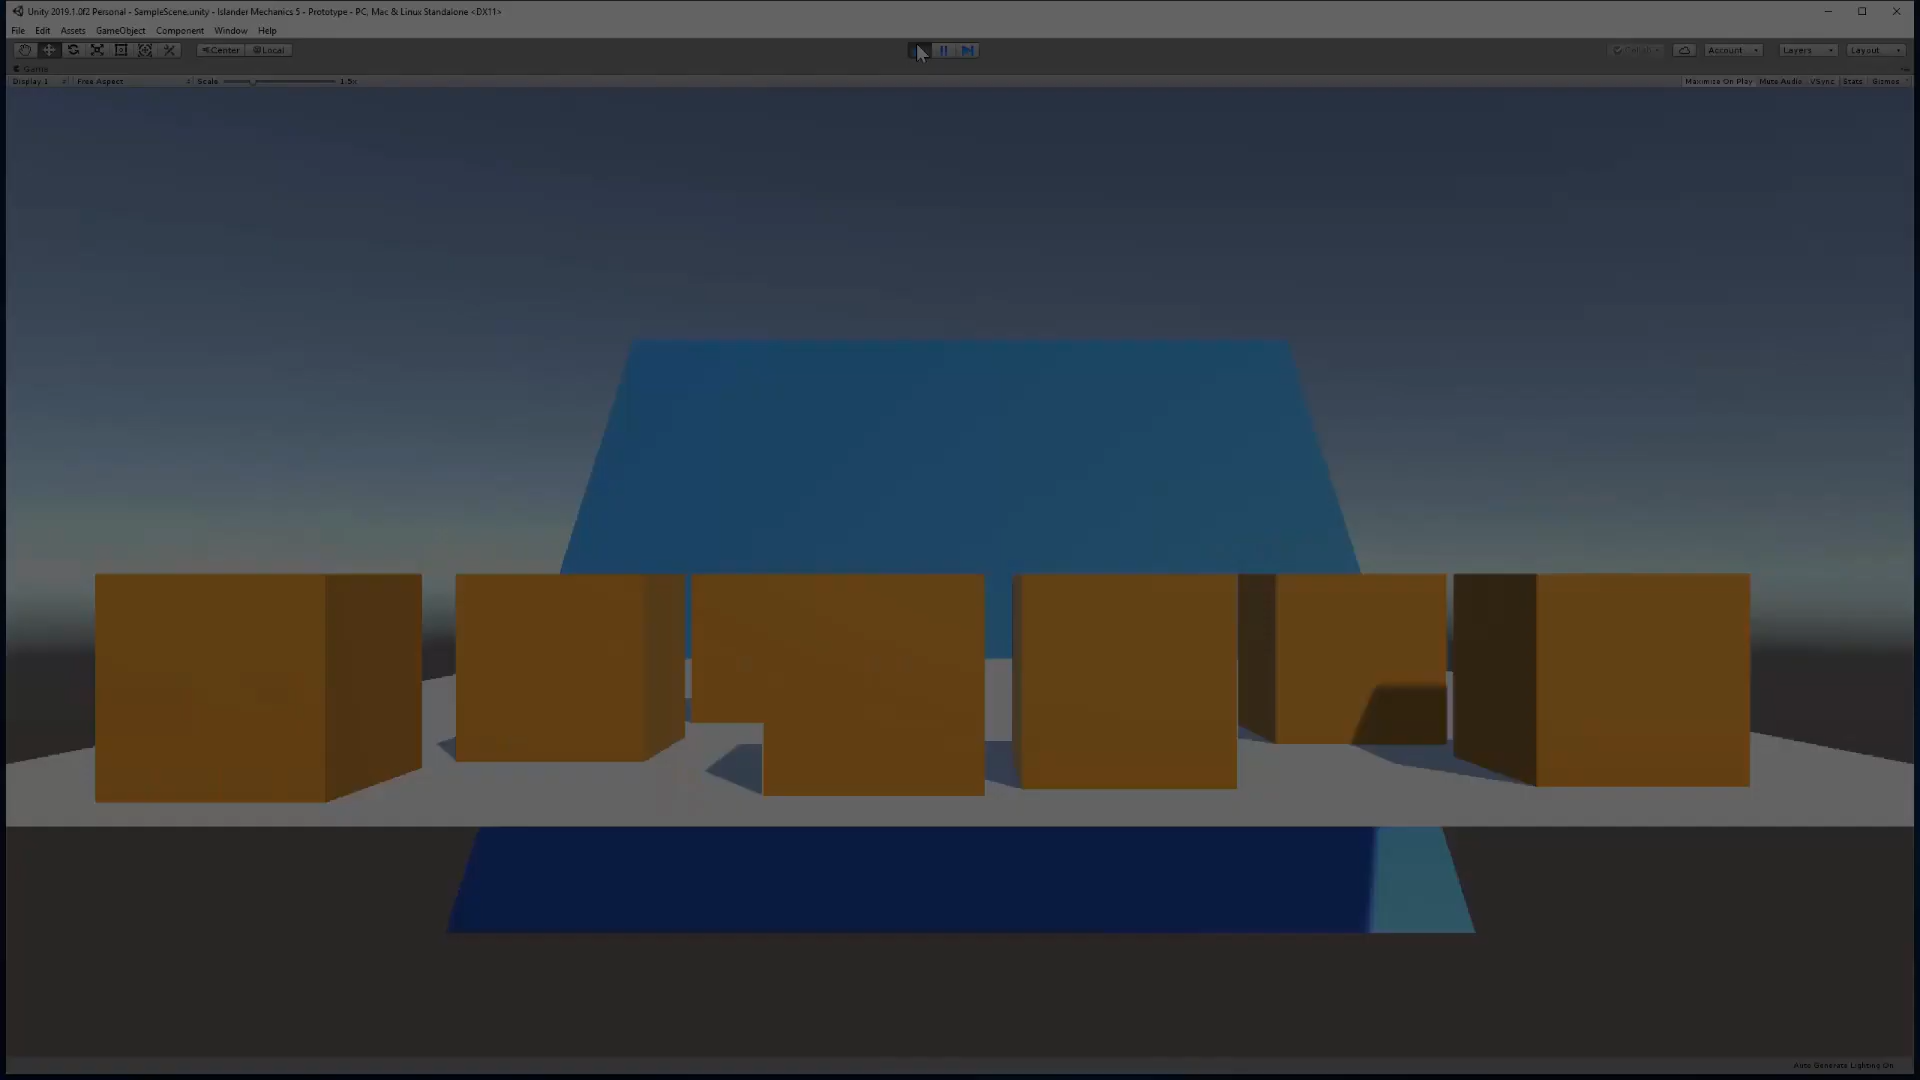 Unity 2019.1.0f2 Personal - SampleScene.unity - Islander Mechanics 5 - Prototype - PC, Mac & Linux Standalone <DX11>
File Edit Assets GameObject Component Window Help
Center Local Collab Account Layers Layout
Game
Display 1 Free Aspect Scale 1.5x Maximize On Play Mute Audio VSync Stats Gizmos
Auto Generate Lighting On